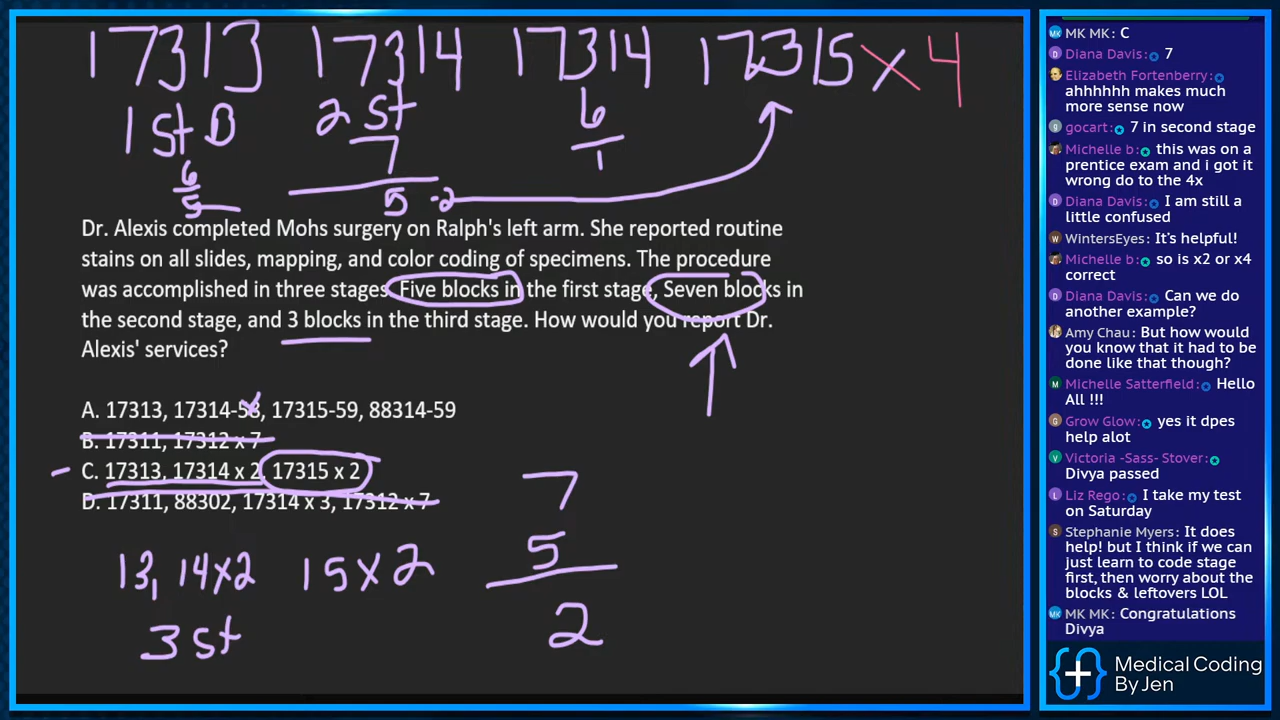 17313 17314 17314 17315 x 4
1 st B 2 st 6
7 1
6
5 5 -2
Dr. Alexis completed Mohs surgery on Ralph's left arm. She reported routine
stains on all slides, mapping, and color coding of specimens. The procedure
was accomplished in three stages. Five blocks in the first stage, Seven blocks in
the second stage, and 3 blocks in the third stage. How would you report Dr.
Alexis' services?
A. 17313, 17314-58, 17315-59, 88314-59
B. 17311, 17312 x 7
C. 17313, 17314 x 2, 17315 x 2
D. 17311, 88302, 17314 x 3, 17312 x 7
7
5
13, 14x2 15x2
2
3 st
MK MK: C
Diana Davis: 7
Elizabeth Fortenberry:
ahhhhhh makes much
more sense now
gocart: 7 in second stage
Michelle b: this was on a
prentice exam and i got it
wrong do to the 4x
Diana Davis: I am still a
little confused
WintersEyes: It's helpful!
Michelle b: so is x2 or x4
correct
Diana Davis: Can we do
another example?
Amy Chau: But how would
you know that it had to be
done like that though?
Michelle Satterfield: Hello
All !!!
Grow Glow: yes it dpes
help alot
Victoria -Sass- Stover:
Divya passed
Liz Rego: I take my test
on Saturday
Stephanie Myers: It does
help! but I think if we can
just learn to code stage
first, then worry about the
blocks & leftovers LOL
MK MK: Congratulations
Divya
Medical Coding
By Jen